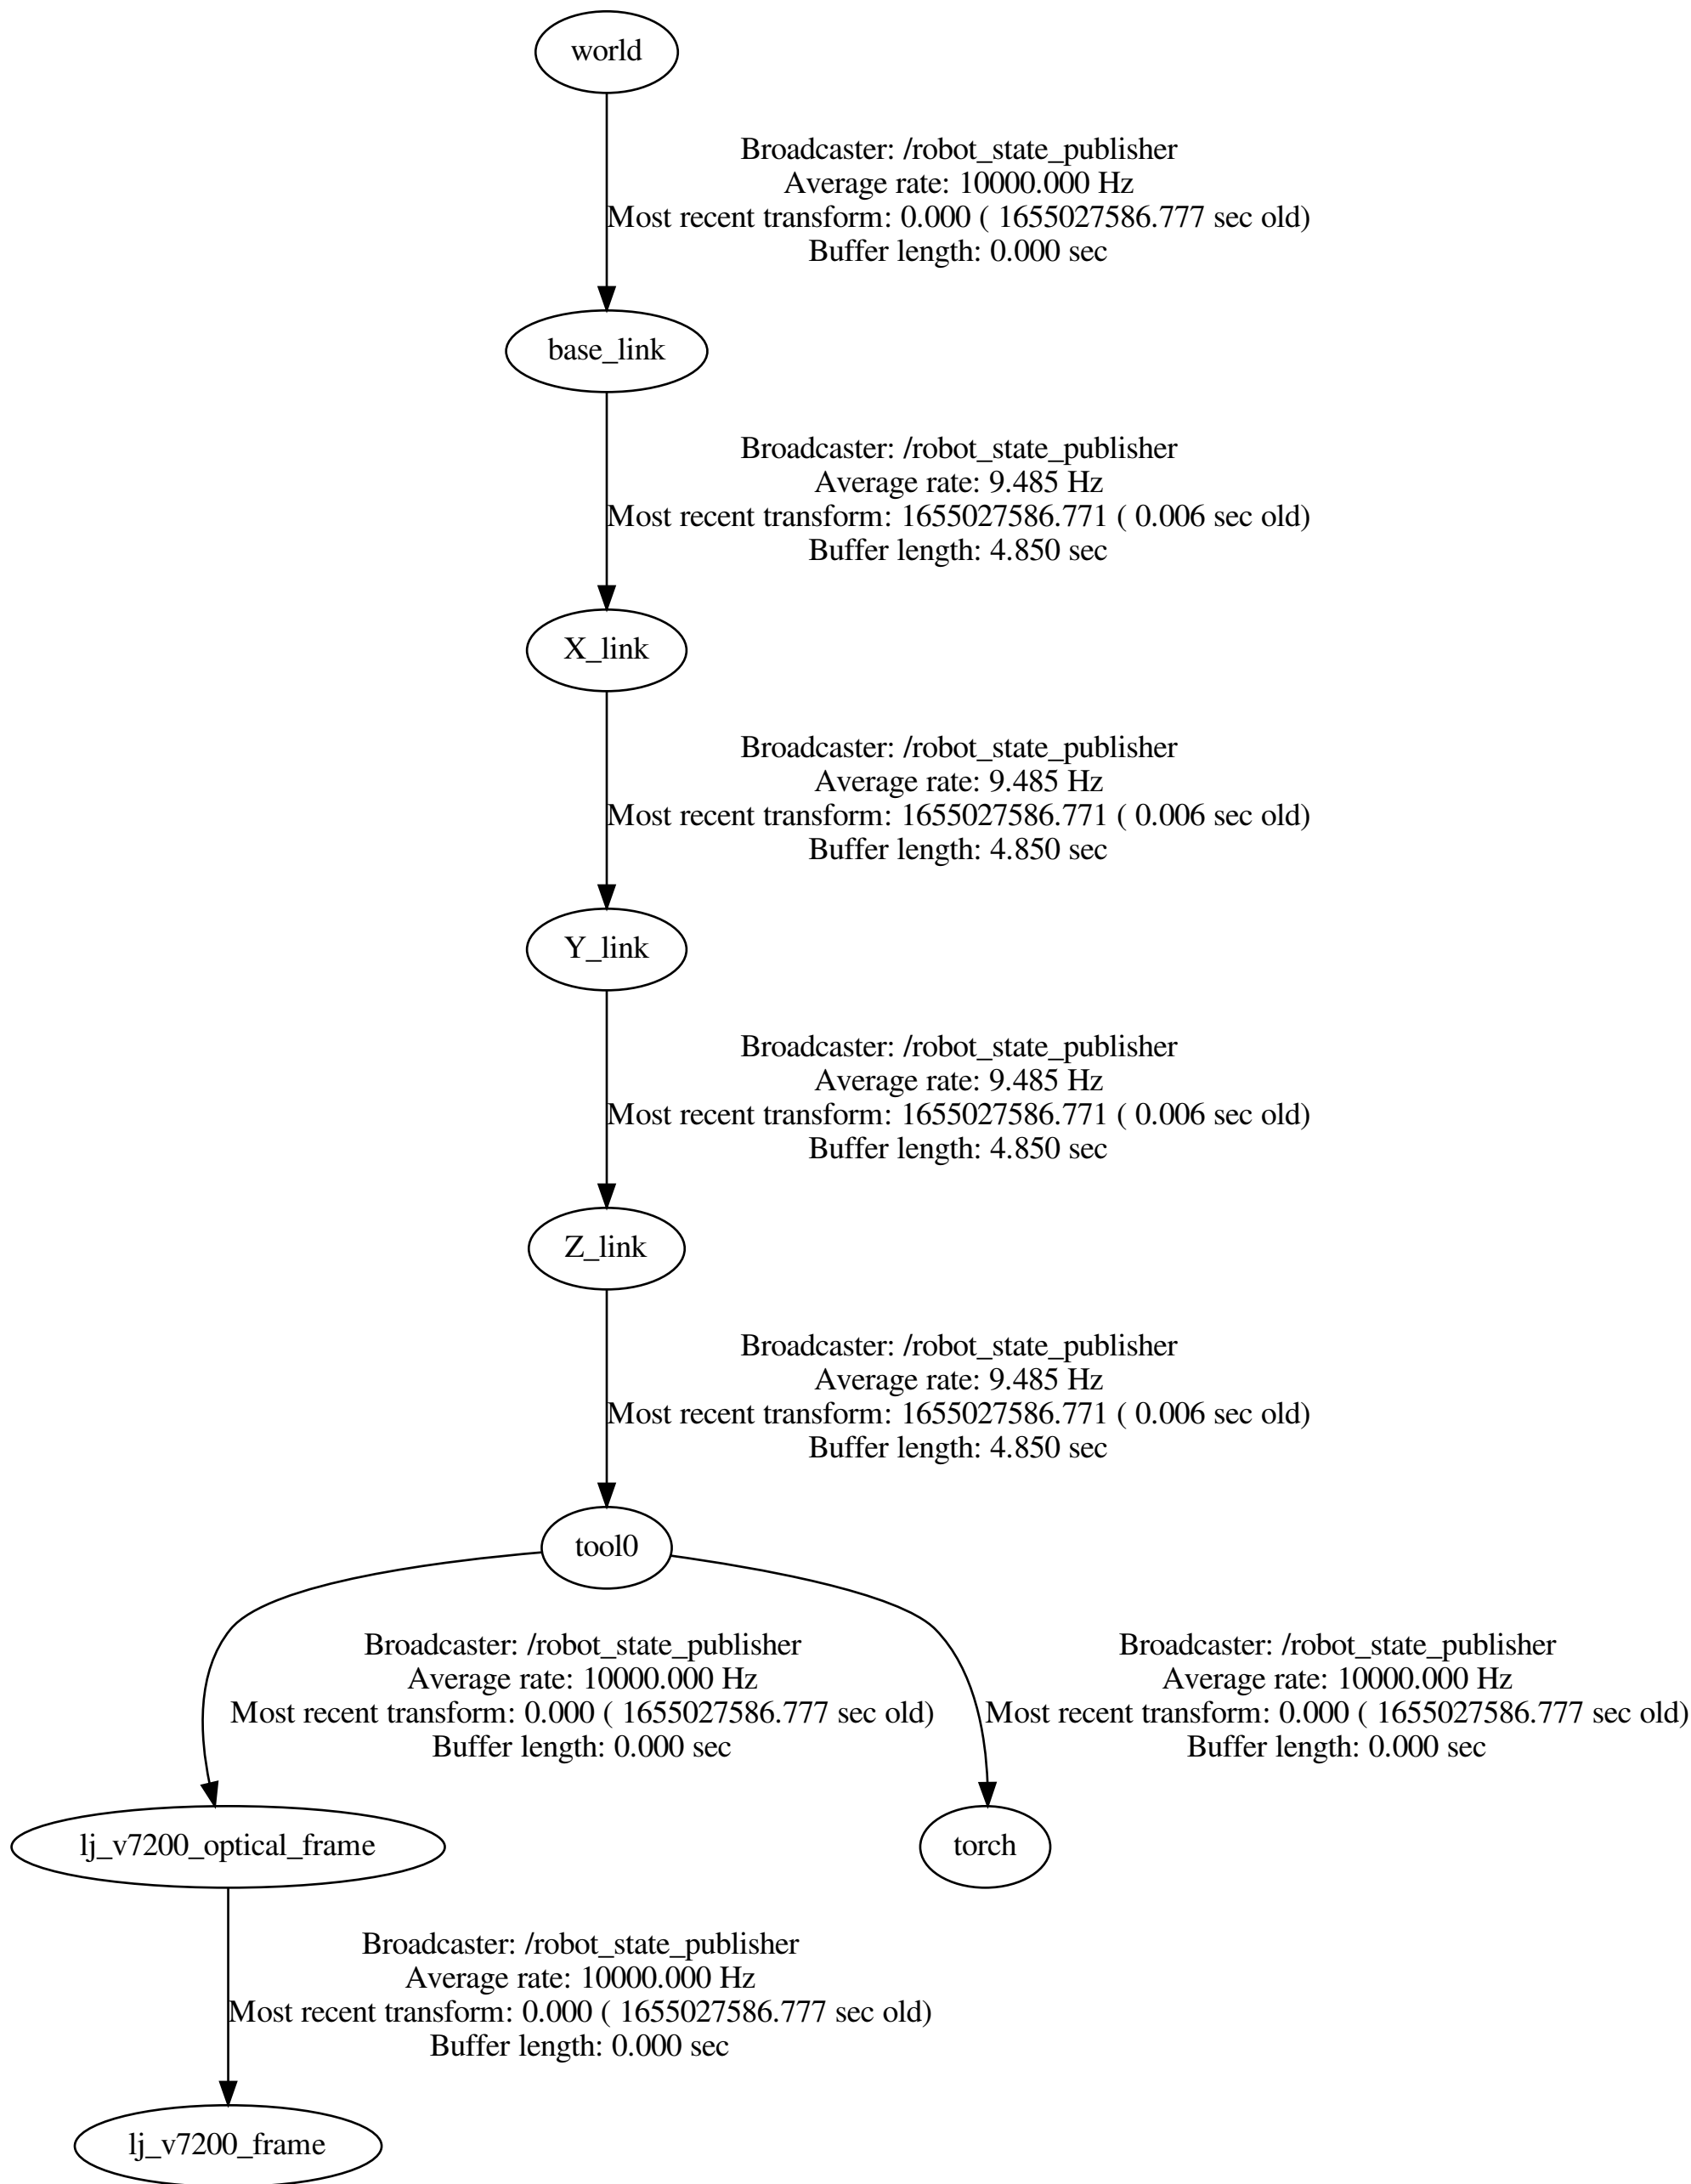 world
Broadcaster: /robot_state_publisher
Average rate: 10000.000 Hz
Most recent transform: 0.000 ( 1655027586.777 sec old)
Buffer length: 0.000 sec
base_link
Broadcaster: /robot_state_publisher
Average rate: 9.485 Hz
Most recent transform: 1655027586.771 ( 0.006 sec old)
Buffer length: 4.850 sec
X_link
Broadcaster: /robot_state_publisher
Average rate: 9.485 Hz
Most recent transform: 1655027586.771 ( 0.006 sec old)
Buffer length: 4.850 sec
Y_link
Broadcaster: /robot_state_publisher
Average rate: 9.485 Hz
Most recent transform: 1655027586.771 ( 0.006 sec old)
Buffer length: 4.850 sec
Z_link
Broadcaster: /robot_state_publisher
Average rate: 9.485 Hz
Most recent transform: 1655027586.771 ( 0.006 sec old)
Buffer length: 4.850 sec
tool0
Broadcaster: /robot_state_publisher
Average rate: 10000.000 Hz
Most recent transform: 0.000 ( 1655027586.777 sec old)
Buffer length: 0.000 sec
Broadcaster: /robot_state_publisher
Average rate: 10000.000 Hz
Most recent transform: 0.000 ( 1655027586.777 sec old)
Buffer length: 0.000 sec
lj_v7200_optical_frame
torch
Broadcaster: /robot_state_publisher
Average rate: 10000.000 Hz
Most recent transform: 0.000 ( 1655027586.777 sec old)
Buffer length: 0.000 sec
lj_v7200_frame